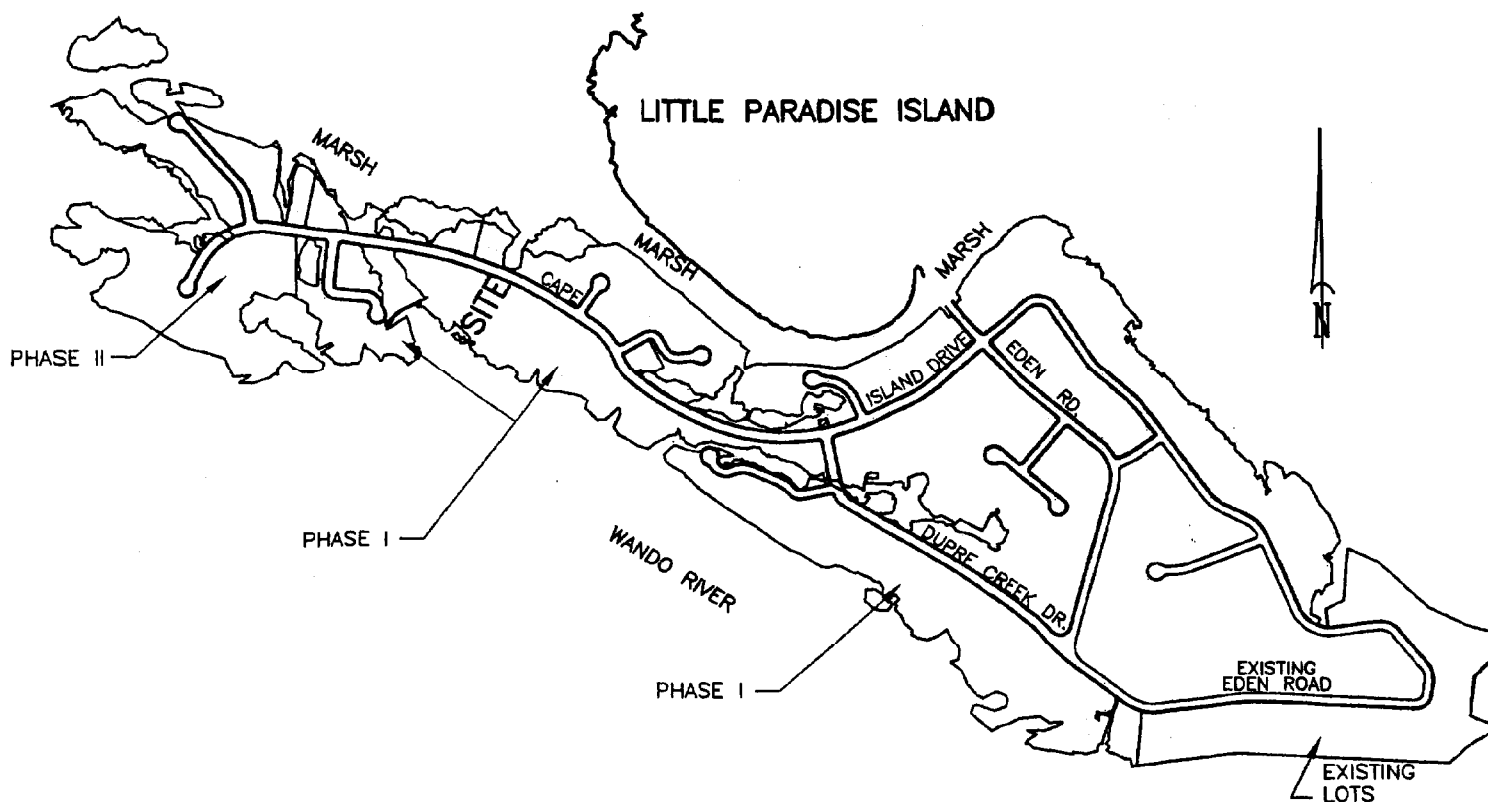 LITTLE PARADISE ISLAND
MARSH
MARSH
MARSH
N
SITE
CAPE
ISLAND DRIVE
EDEN RD.
PHASE II
PHASE I
WANDO RIVER
DUPRE CREEK DR.
PHASE I
EXISTING
EDEN ROAD
EXISTING
LOTS